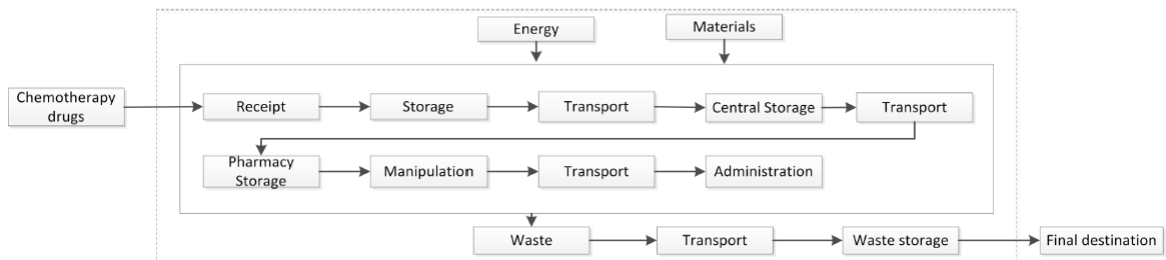 Energy
Materials
Chemotherapy
drugs
Receipt
Storage
Transport
Central Storage
Transport
Pharmacy
Storage
Manipulation
Transport
Administration
Waste
Transport
Waste storage
Final destination